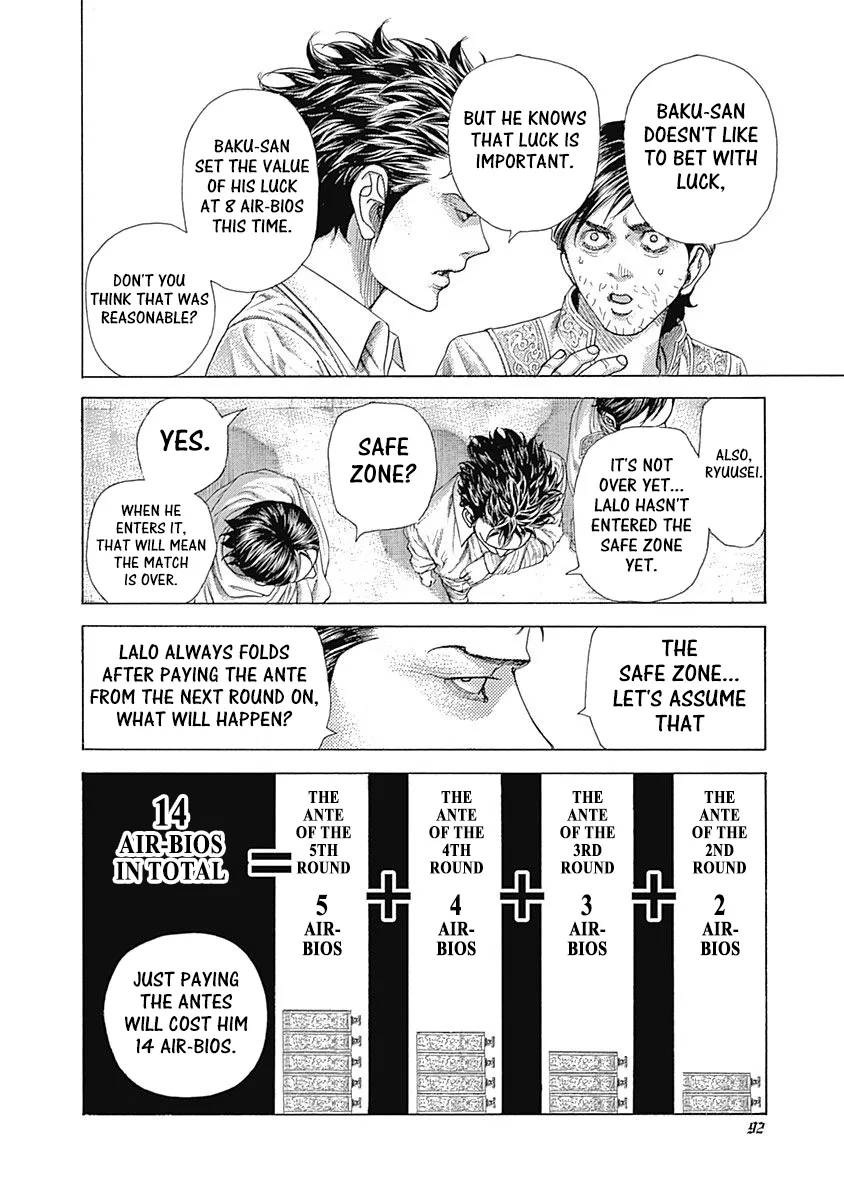 BAKU-SAN
DOESN'T LIKE
TO BET WITH
LUCK,
BUT HE KNOWS
THAT LUCK IS
IMPORTANT.
BAKU-SAN
SET THE VALUE
OF HIS LUCK
AT 8 AIR-BIOS
THIS TIME.
DON'T YOU
THINK THAT WAS
REASONABLE?
ALSO,
RYUUSEI.
IT'S NOT
OVER YET...
LALO HASN'T
ENTERED THE
SAFE ZONE
YET.
SAFE
ZONE?
YES.
WHEN HE
ENTERS IT,
THAT WILL MEAN
THE MATCH
IS OVER.
THE
SAFE ZONE...
LET'S ASSUME
THAT
LALO ALWAYS FOLDS
AFTER PAYING THE ANTE
FROM THE NEXT ROUND ON,
WHAT WILL HAPPEN?
THE
ANTE
OF THE
2ND
ROUND
2
AIR-
BIOS
+
THE
ANTE
OF THE
3RD
ROUND
3
AIR-
BIOS
+
THE
ANTE
OF THE
4TH
ROUND
4
AIR-
BIOS
+
THE
ANTE
OF THE
5TH
ROUND
5
AIR-
BIOS
=
14
AIR-BIOS
IN TOTAL
JUST PAYING
THE ANTES
WILL COST HIM
14 AIR-BIOS.
92